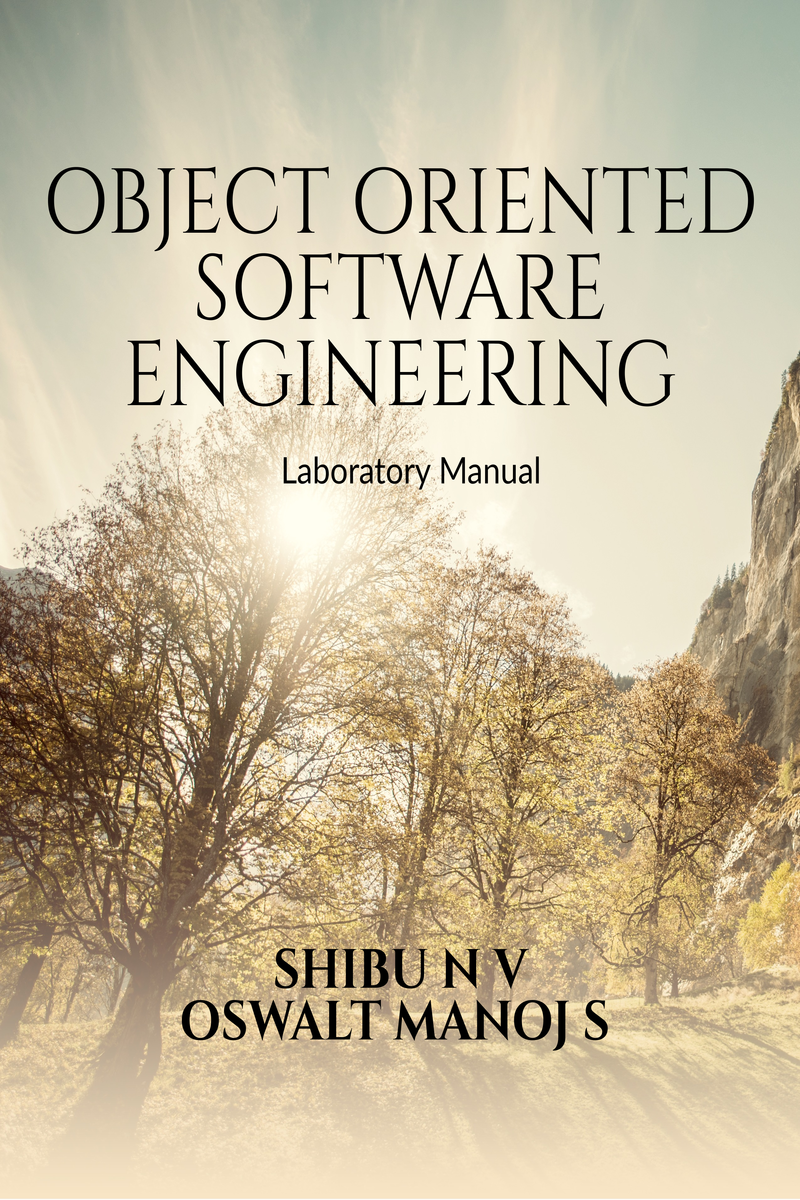 OBJECT ORIENTED
SOFTWARE
ENGINEERING
Laboratory Manual
SHIBU N V
OSWALT MANOJ S